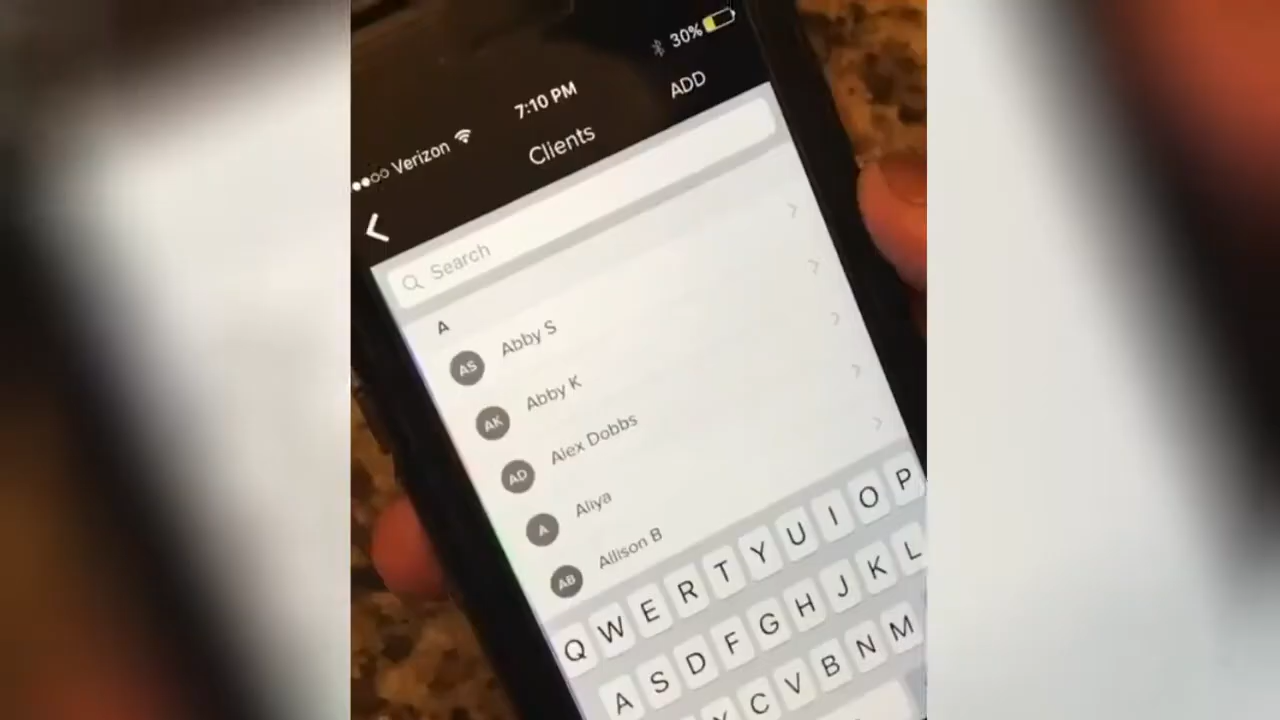 30%
7:10 PM
Verizon
ADD
Clients
Search
A
AS Abby S
AK Abby K
AD Alex Dobbs
A Aliya
AB Allison B
Q W E R T Y U I O P
A S D F G H J K L
C V B N M